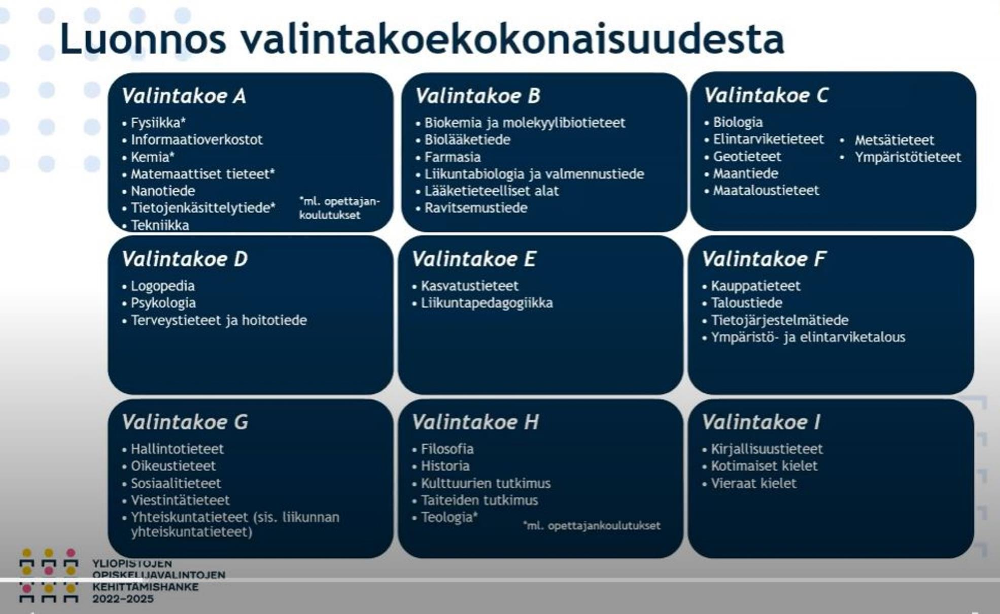 Luonnos valintakoekokonaisuudesta
Valintakoe A
• Fysiikka*
• Informaatioverkostot
• Kemia*
• Matemaattiset tieteet*
• Nanotiede
• Tietojenkäsittelytiede*
• Tekniikka
*ml. opettajan-
koulutukset
Valintakoe B
• Biokemia ja molekyylibiotieteet
• Biolääketiede
• Farmasia
• Liikuntabiologia ja valmennustiede
• Lääketieteelliset alat
• Ravitsemustiede
Valintakoe C
• Biologia
• Elintarviketieteet
• Geotieteet
• Maantiede
• Maataloustieteet
• Metsätieteet
• Ympäristötieteet
Valintakoe D
• Logopedia
• Psykologia
• Terveystieteet ja hoitotiede
Valintakoe E
• Kasvatustieteet
• Liikuntapedagogiikka
Valintakoe F
• Kauppatieteet
• Taloustiede
• Tietojärjestelmätiede
• Ympäristö- ja elintarviketalous
Valintakoe G
• Hallintotieteet
• Oikeustieteet
• Sosiaalitieteet
• Viestintätieteet
• Yhteiskuntatieteet (sis. liikunnan
yhteiskuntatieteet)
Valintakoe H
• Filosofia
• Historia
• Kulttuurien tutkimus
• Taiteiden tutkimus
• Teologia*
*ml. opettajankoulutukset
Valintakoe I
• Kirjallisuustieteet
• Kotimaiset kielet
• Vieraat kielet
YLIOPISTOJEN
OPISKELIJAVALINTOJEN
KEHITTÄMISHANKE
2022–2025